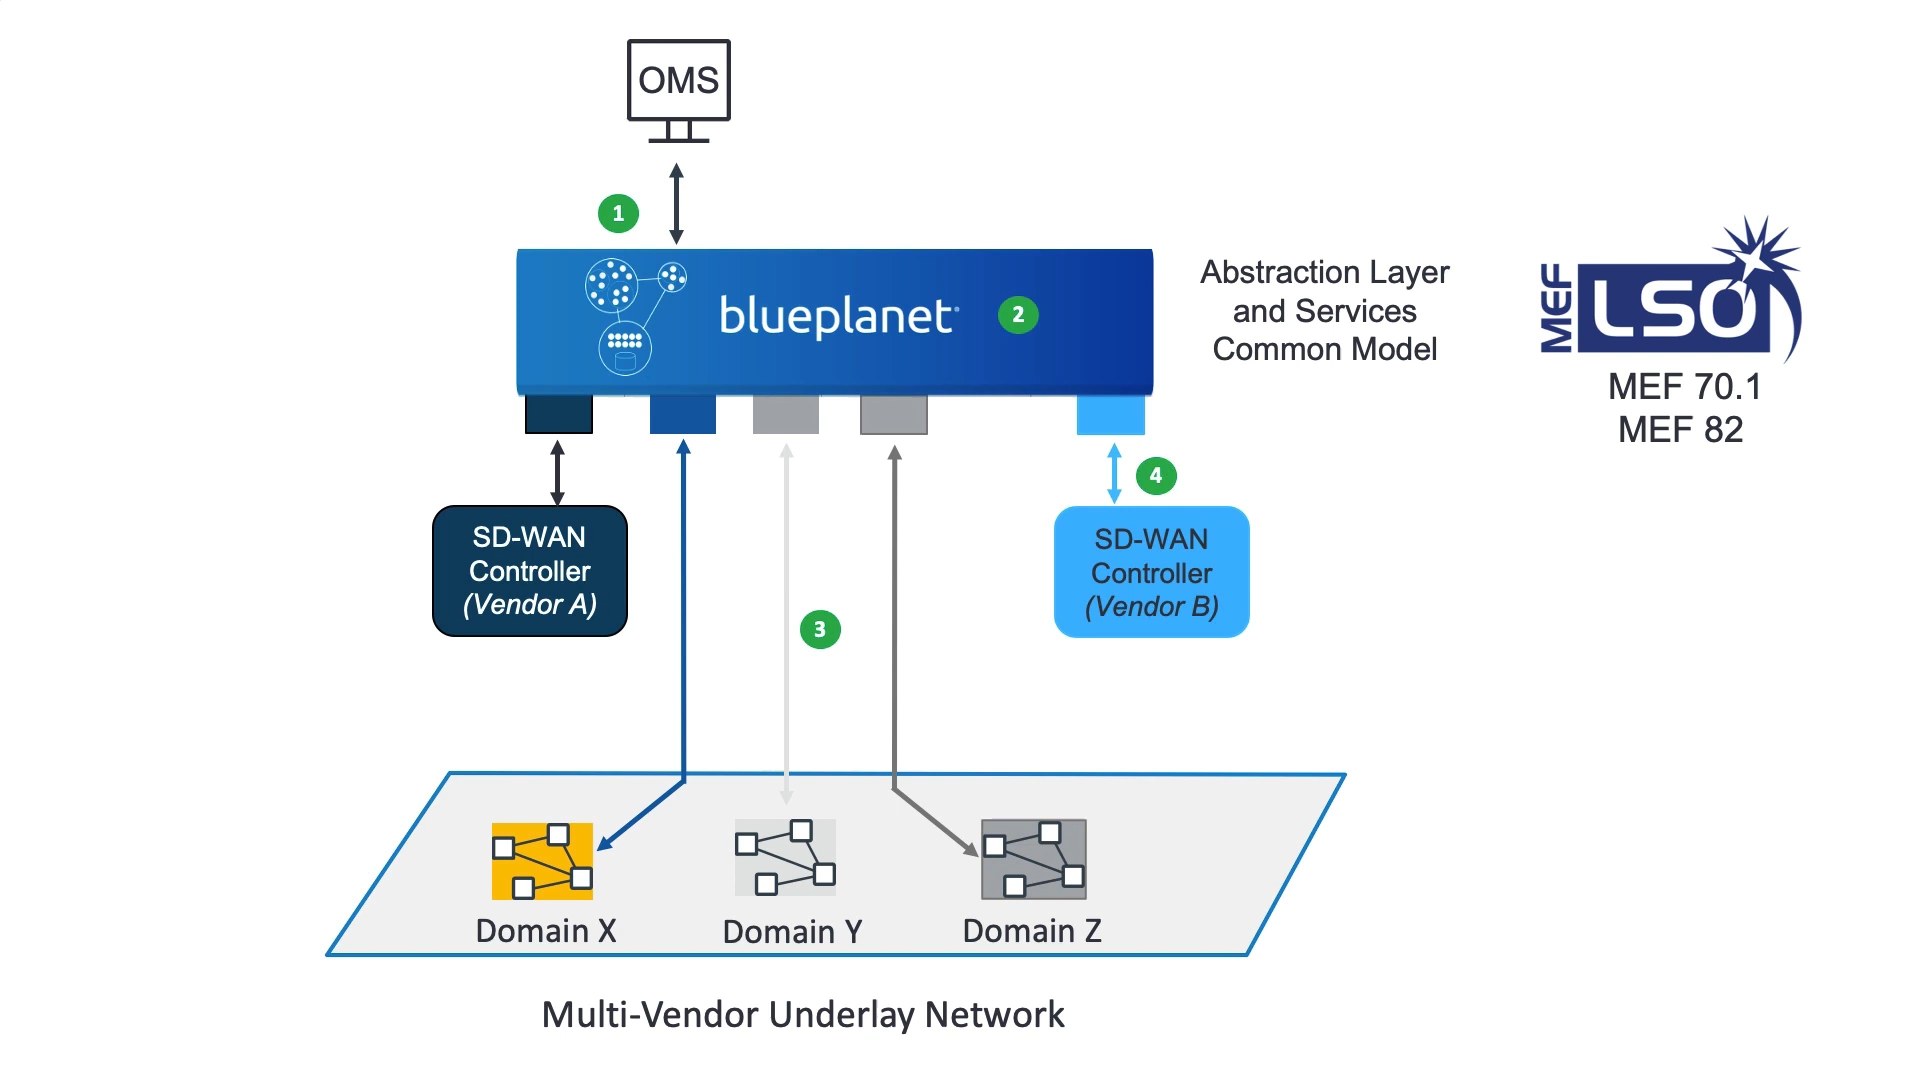 OMS
1
blueplanet
2
Abstraction Layer
and Services
Common Model
MEF
LSO
MEF 70.1
MEF 82
4
SD-WAN
Controller
(Vendor A)
SD-WAN
Controller
(Vendor B)
3
Domain X
Domain Y
Domain Z
Multi-Vendor Underlay Network